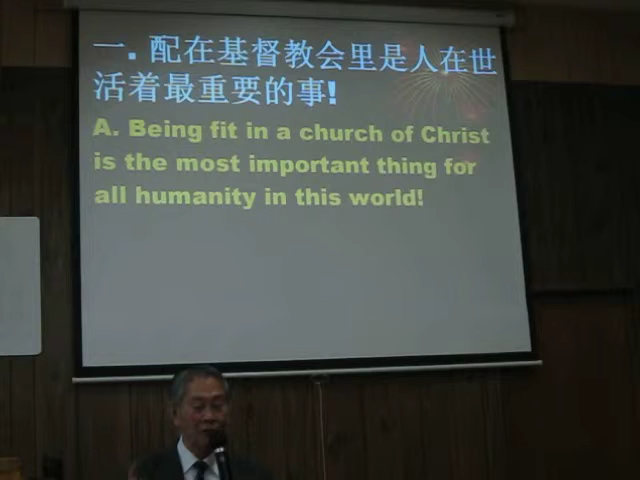 一. 配在基督教会里是人在世
活着最重要的事!
A. Being fit in a church of Christ
is the most important thing for
all humanity in this world!